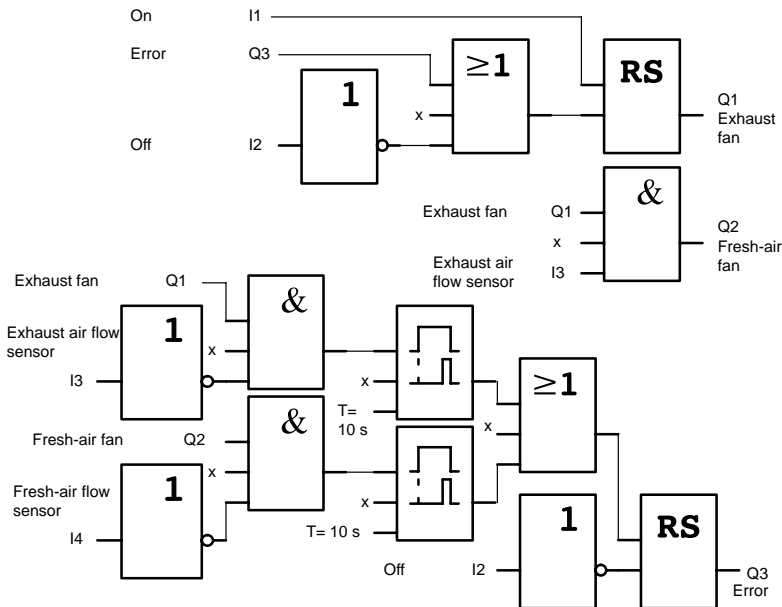 On I1
Error Q3
≥1
RS
1
x
Off I2
Q1
Exhaust
fan
&
Exhaust fan Q1
x
Exhaust air
flow sensor
I3
Q2
Fresh-air
fan
Exhaust fan Q1
&
1
Exhaust air flow
sensor
x
I3
x
T=
10 s
≥1
x
&
Fresh-air fan Q2
x
1
Fresh-air flow
sensor
I4
x
T= 10 s
1
RS
Off I2
Q3
Error